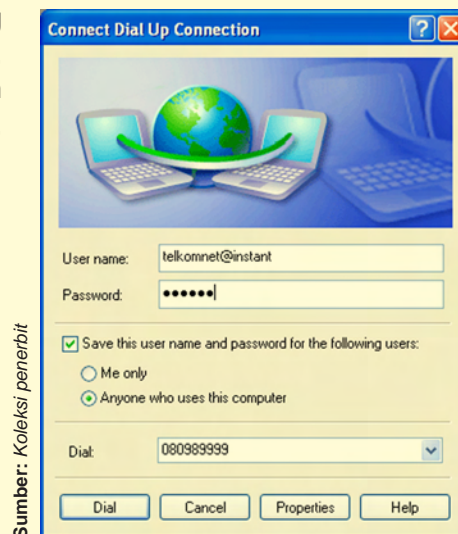 Connect Dial Up Connection
User name: telkomnet@instant
Password: ••••••
Save this user name and password for the following users:
Me only
Anyone who uses this computer
Dial: 080989999
Dial Cancel Properties Help
Sumber: Koleksi penerbit